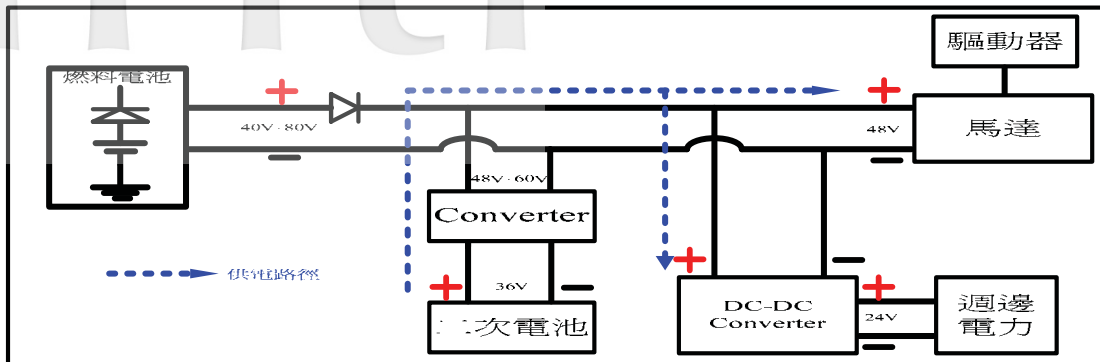 驅動器
燃料電池
+
40V-80V
−
+
48V
−
馬達
48V-60V
Converter
供電路徑
+
36V
−
二次電池
+
−
DC-DC
Converter
+
24V
−
週邊
電力